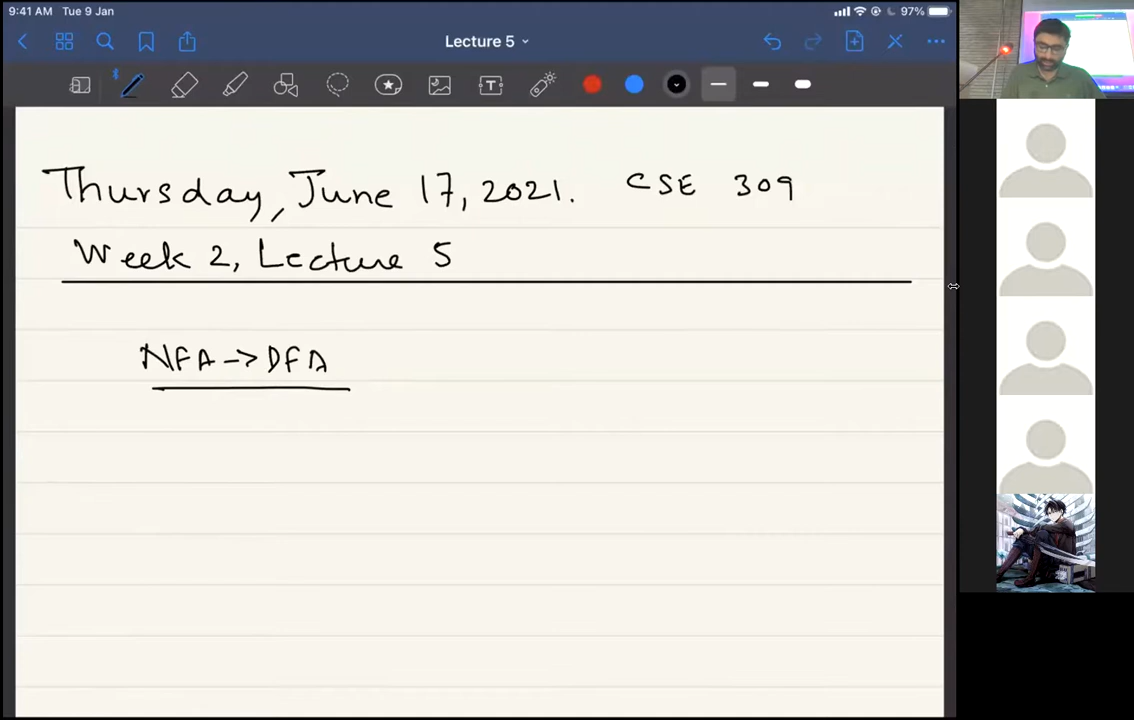 9:41 AM Tue 9 Jan 97%
Lecture 5
Thursday, June 17, 2021. CSE 309
Week 2, Lecture 5
NFA → DFA